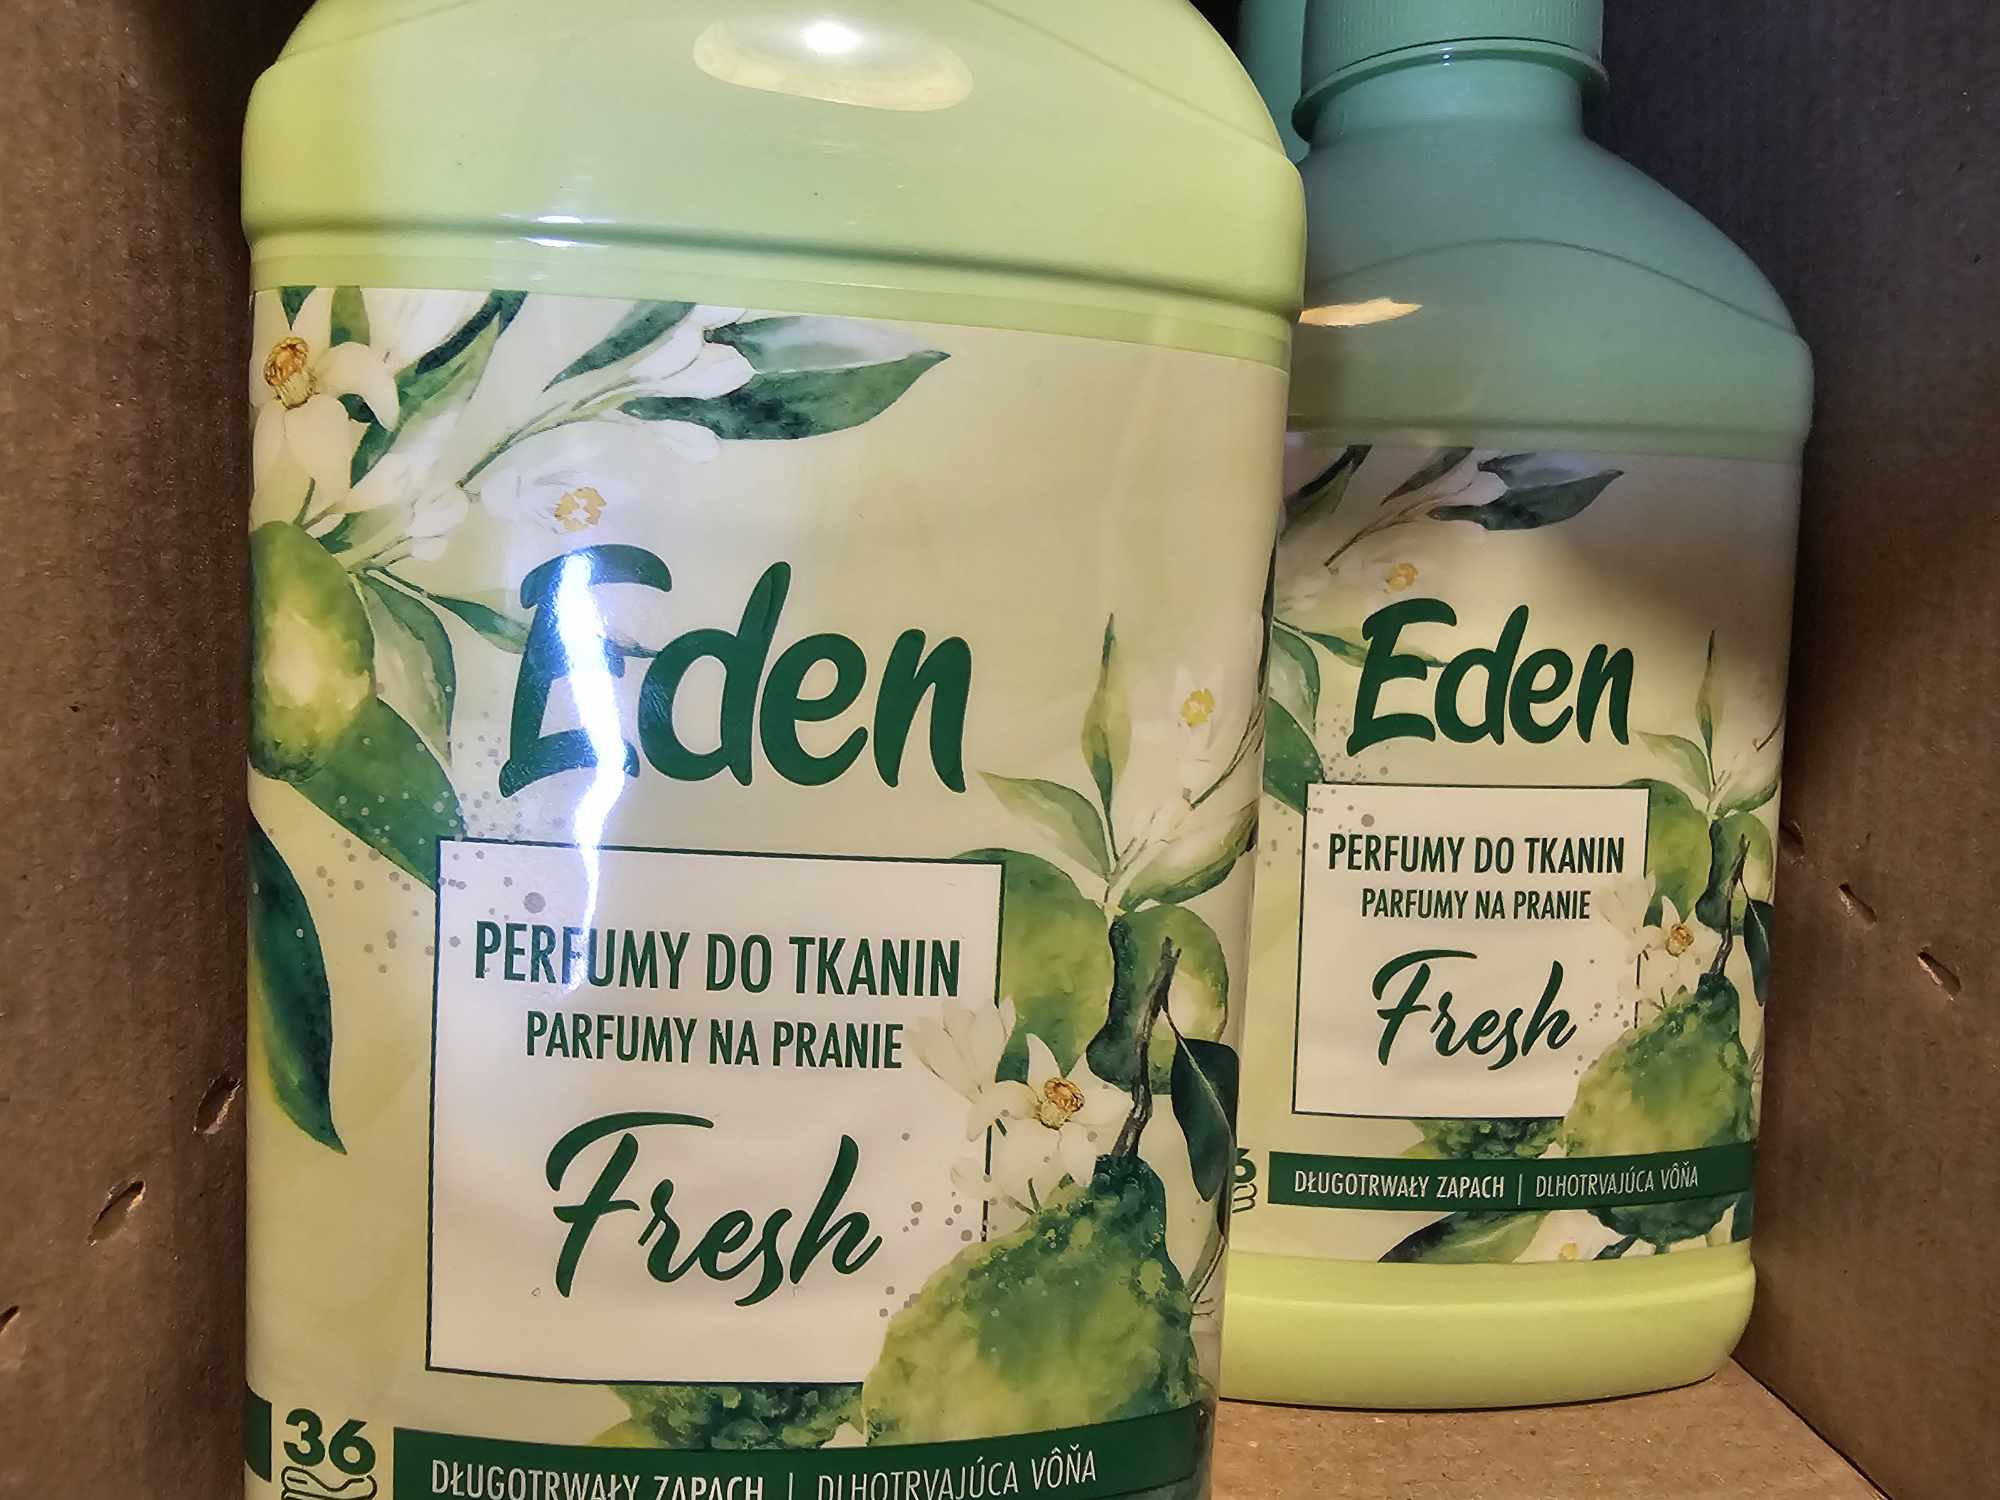 Eden
PERFUMY DO TKANIN
PARFUMY NA PRANIE
Fresh
36
DŁUGOTRWAŁY ZAPACH | DLHOTRVAJÚCA VÔŇA
Eden
PERFUMY DO TKANIN
PARFUMY NA PRANIE
Fresh
6
DŁUGOTRWAŁY ZAPACH | DLHOTRVAJÚCA VÔŇA